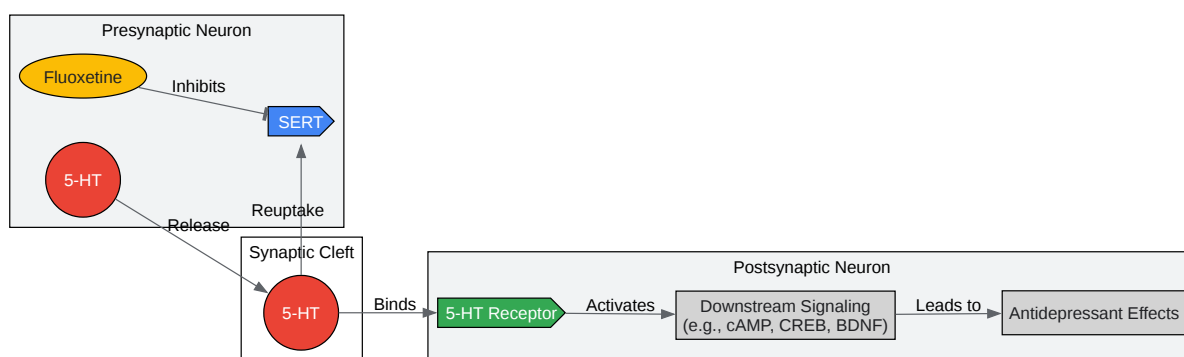 Presynaptic Neuron
Fluoxetine
Inhibits
SERT
5-HT
Release
Reuptake
Synaptic Cleft
5-HT
Binds
Postsynaptic Neuron
5-HT Receptor
Activates
Downstream Signaling
(e.g., cAMP, CREB, BDNF)
Leads to
Antidepressant Effects